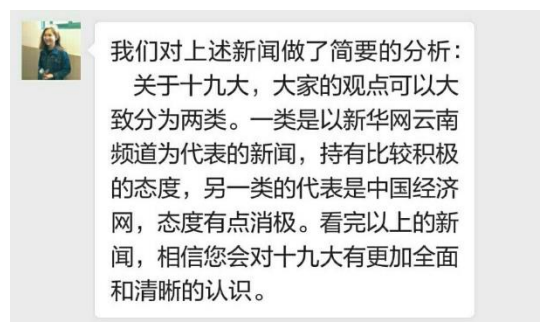 我们对上述新闻做了简要的分析：
关于十九大，大家的观点可以大
致分为两类。一类是以新华网云南
频道为代表的新闻，持有比较积极
的态度，另一类的代表是中国经济
网，态度有点消极。看完以上的新
闻，相信您会对十九大有更加全面
和清晰的认识。